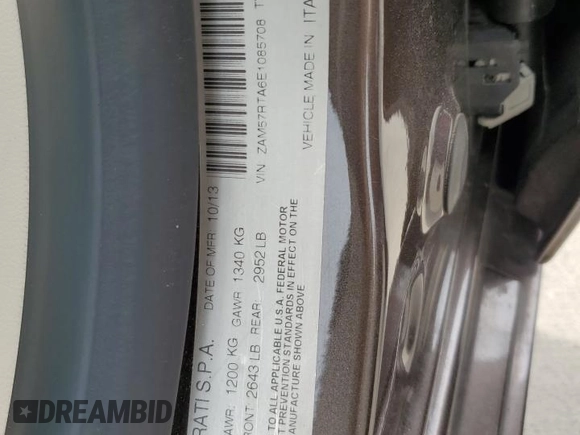 RATI S.P.A. DATE OF MFR 10/13
GAWR: 1200 KG GAWR 1340 KG
FRONT: 2643 LB REAR: 2952 LB VIN: ZAM57RTA6E1085708 T
TO ALL APPLICABLE U.S.A. FEDERAL MOTOR
PREVENTION STANDARDS IN EFFECT ON THE
MANUFACTURE SHOWN ABOVE
VEHICLE MADE IN ITA
DREAMBID